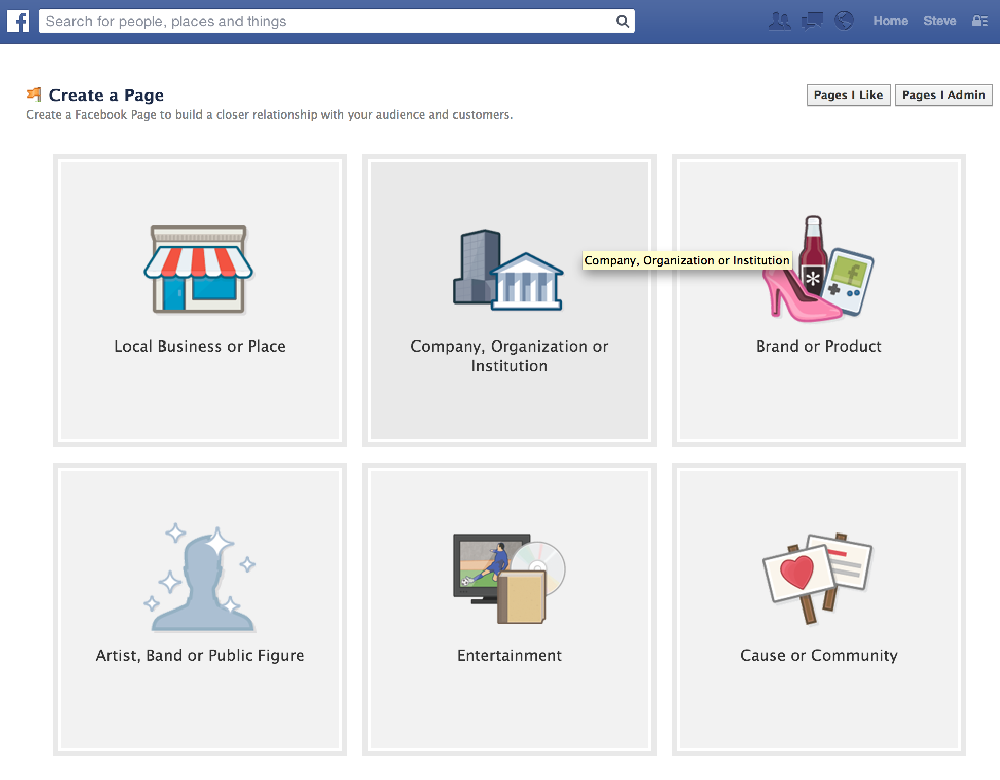 Search for people, places and things
Home
Steve
Create a Page
Pages I Like
Pages I Admin
Create a Facebook Page to build a closer relationship with your audience and customers.
Company, Organization or Institution
Local Business or Place
Company, Organization or
Institution
Brand or Product
Artist, Band or Public Figure
Entertainment
Cause or Community